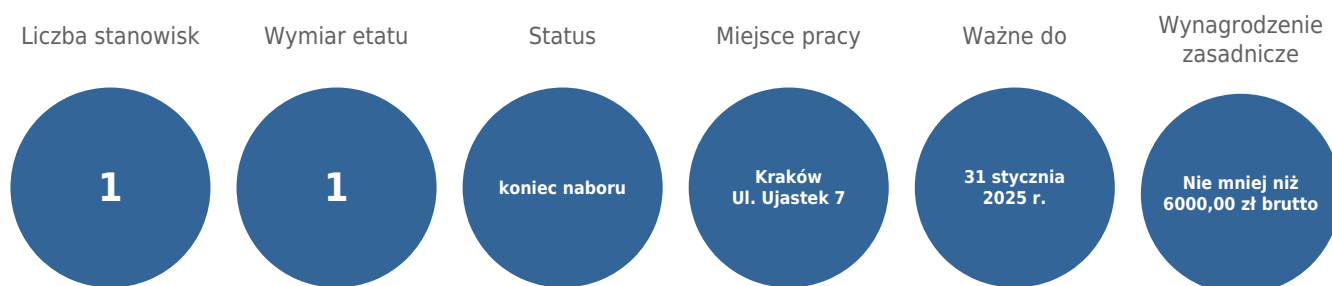 Liczba stanowisk
1
Wymiar etatu
1
Status
koniec naboru
Miejsce pracy
Kraków
Ul. Ujastek 7
Ważne do
31 stycznia
2025 r.
Wynagrodzenie
zasadnicze
Nie mniej niż
6000,00 zł brutto